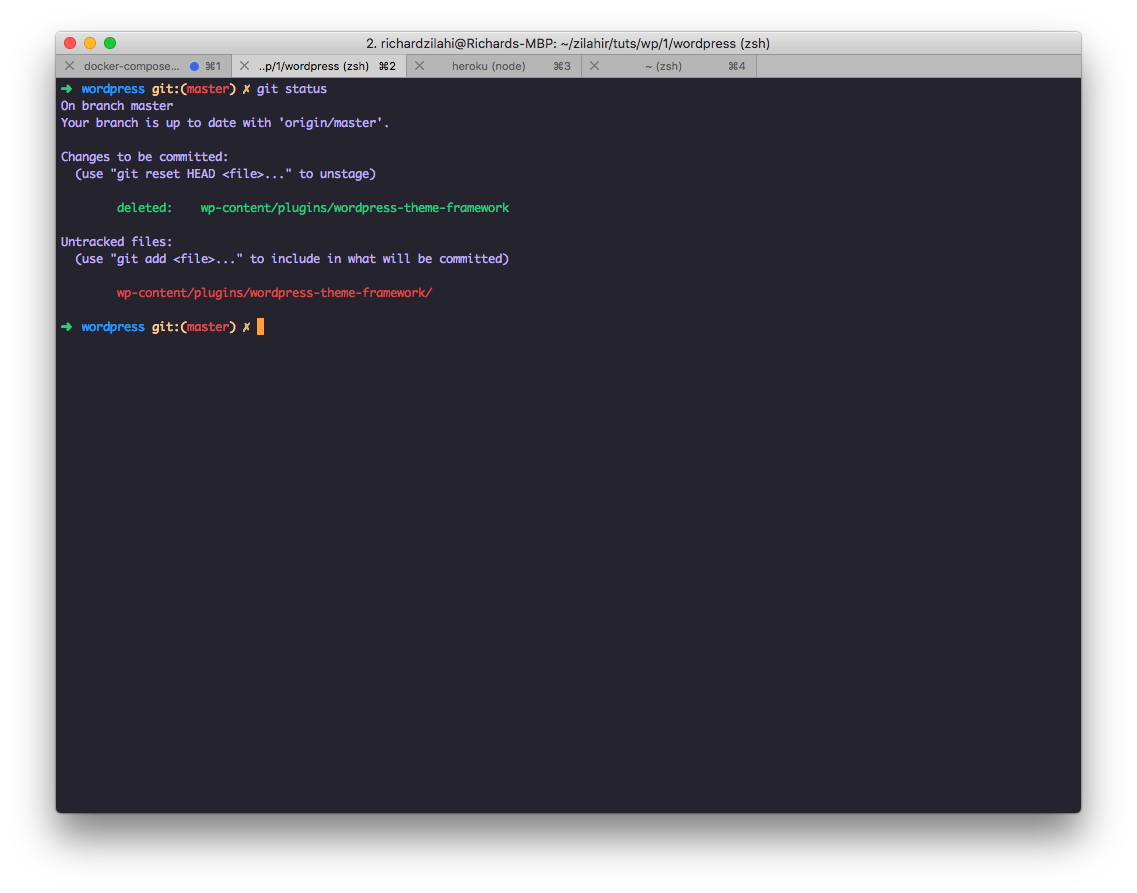 2. richardzilahi@Richards-MBP: ~/zilahir/tuts/wp/1/wordpress (zsh)
docker-compose... ⌘1 ..p/1/wordpress (zsh) ⌘2 heroku (node) ⌘3 ~ (zsh) ⌘4
➜ wordpress git:(master) ✗ git status
On branch master
Your branch is up to date with 'origin/master'.
Changes to be committed:
(use "git reset HEAD <file>..." to unstage)
deleted: wp-content/plugins/wordpress-theme-framework
Untracked files:
(use "git add <file>..." to include in what will be committed)
wp-content/plugins/wordpress-theme-framework/
➜ wordpress git:(master) ✗